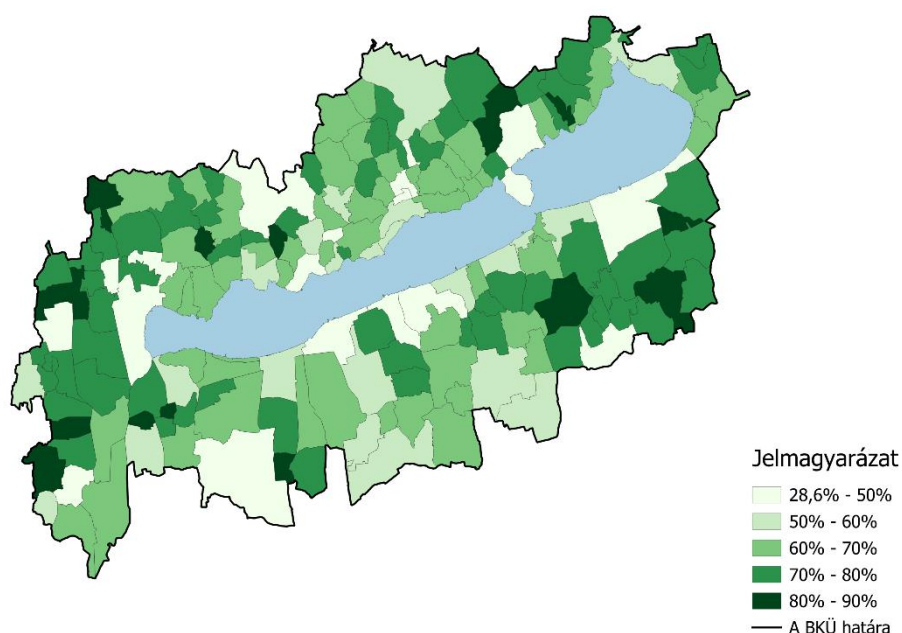 Jelmagyarázat
28,6% - 50%
50% - 60%
60% - 70%
70% - 80%
80% - 90%
A BKÜ határa